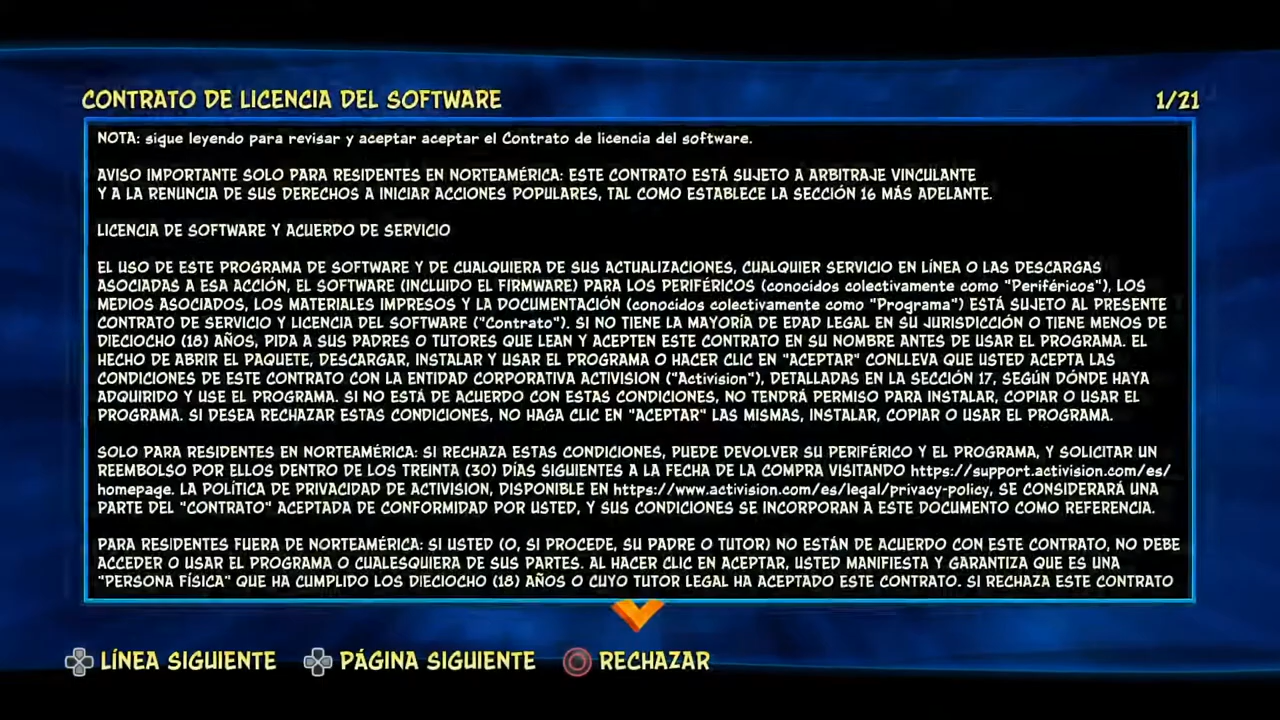 CONTRATO DE LICENCIA DEL SOFTWARE
1/21
NOTA: sigue leyendo para revisar y aceptar aceptar el Contrato de licencia del software.
AVISO IMPORTANTE SOLO PARA RESIDENTES EN NORTEAMÉRICA: ESTE CONTRATO ESTÁ SUJETO A ARBITRAJE VINCULANTE
Y A LA RENUNCIA DE SUS DERECHOS A INICIAR ACCIONES POPULARES, TAL COMO ESTABLECE LA SECCIÓN 16 MÁS ADELANTE.
LICENCIA DE SOFTWARE Y ACUERDO DE SERVICIO
EL USO DE ESTE PROGRAMA DE SOFTWARE Y DE CUALQUIERA DE SUS ACTUALIZACIONES, CUALQUIER SERVICIO EN LÍNEA O LAS DESCARGAS
ASOCIADAS A ESA ACCIÓN, EL SOFTWARE (INCLUIDO EL FIRMWARE) PARA LOS PERIFÉRICOS (conocidos colectivamente como "Periféricos"), LOS
MEDIOS ASOCIADOS, LOS MATERIALES IMPRESOS Y LA DOCUMENTACIÓN (conocidos colectivamente como "Programa") ESTÁ SUJETO AL PRESENTE
CONTRATO DE SERVICIO Y LICENCIA DEL SOFTWARE ("Contrato"). SI NO TIENE LA MAYORÍA DE EDAD LEGAL EN SU JURISDICCIÓN O TIENE MENOS DE
DIECIOCHO (18) AÑOS, PIDA A SUS PADRES O TUTORES QUE LEAN Y ACEPTEN ESTE CONTRATO EN SU NOMBRE ANTES DE USAR EL PROGRAMA. EL
HECHO DE ABRIR EL PAQUETE, DESCARGAR, INSTALAR Y USAR EL PROGRAMA O HACER CLIC EN "ACEPTAR" CONLLEVA QUE USTED ACEPTA LAS
CONDICIONES DE ESTE CONTRATO CON LA ENTIDAD CORPORATIVA ACTIVISION ("Activision"), DETALLADAS EN LA SECCIÓN 17, SEGÚN DÓNDE HAYA
ADQUIRIDO Y USE EL PROGRAMA. SI NO ESTÁ DE ACUERDO CON ESTAS CONDICIONES, NO TENDRÁ PERMISO PARA INSTALAR, COPIAR O USAR EL
PROGRAMA. SI DESEA RECHAZAR ESTAS CONDICIONES, NO HAGA CLIC EN "ACEPTAR" LAS MISMAS, INSTALAR, COPIAR O USAR EL PROGRAMA.
SOLO PARA RESIDENTES EN NORTEAMÉRICA: SI RECHAZA ESTAS CONDICIONES, PUEDE DEVOLVER SU PERIFÉRICO Y EL PROGRAMA, Y SOLICITAR UN
REEMBOLSO POR ELLOS DENTRO DE LOS TREINTA (30) DÍAS SIGUIENTES A LA FECHA DE LA COMPRA VISITANDO https://support.activision.com/es/
homepage. LA POLÍTICA DE PRIVACIDAD DE ACTIVISION, DISPONIBLE EN https://www.activision.com/es/legal/privacy-policy, SE CONSIDERARÁ UNA
PARTE DEL "CONTRATO" ACEPTADA DE CONFORMIDAD POR USTED, Y SUS CONDICIONES SE INCORPORAN A ESTE DOCUMENTO COMO REFERENCIA.
PARA RESIDENTES FUERA DE NORTEAMÉRICA: SI USTED (O, SI PROCEDE, SU PADRE O TUTOR) NO ESTÁN DE ACUERDO CON ESTE CONTRATO, NO DEBE
ACCEDER O USAR EL PROGRAMA O CUALESQUIERA DE SUS PARTES. AL HACER CLIC EN ACEPTAR, USTED MANIFIESTA Y GARANTIZA QUE ES UNA
"PERSONA FÍSICA" QUE HA CUMPLIDO LOS DIECIOCHO (18) AÑOS O CUYO TUTOR LEGAL HA ACEPTADO ESTE CONTRATO. SI RECHAZA ESTE CONTRATO
LÍNEA SIGUIENTE PÁGINA SIGUIENTE RECHAZAR